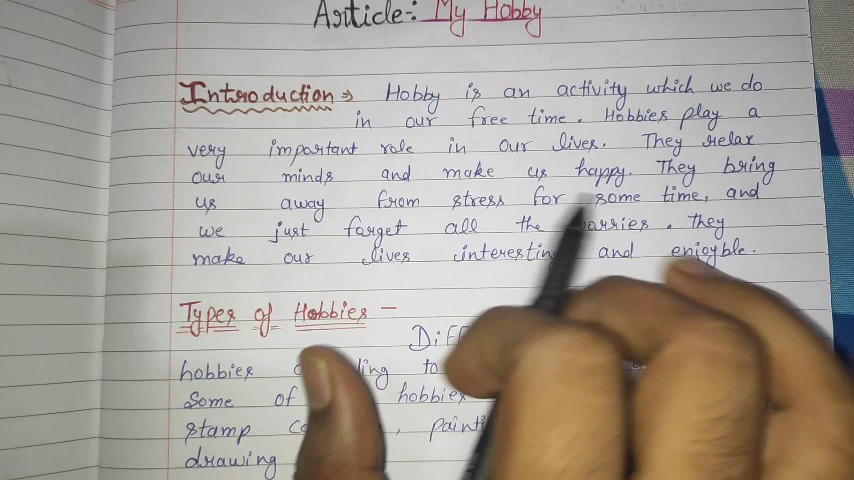 Article:- My Hobby
Introduction ⇒ Hobby is an activity which we do
in our free time. Hobbies play a
very important role in our lives. They relax
our minds and make us happy. They bring
us away from stress for some time, and
we just forget all the . They
make our lives interesting and enjoyble.
Types of Hobbies -
hobbies to
Some of hobbies
stamp ,
drawing